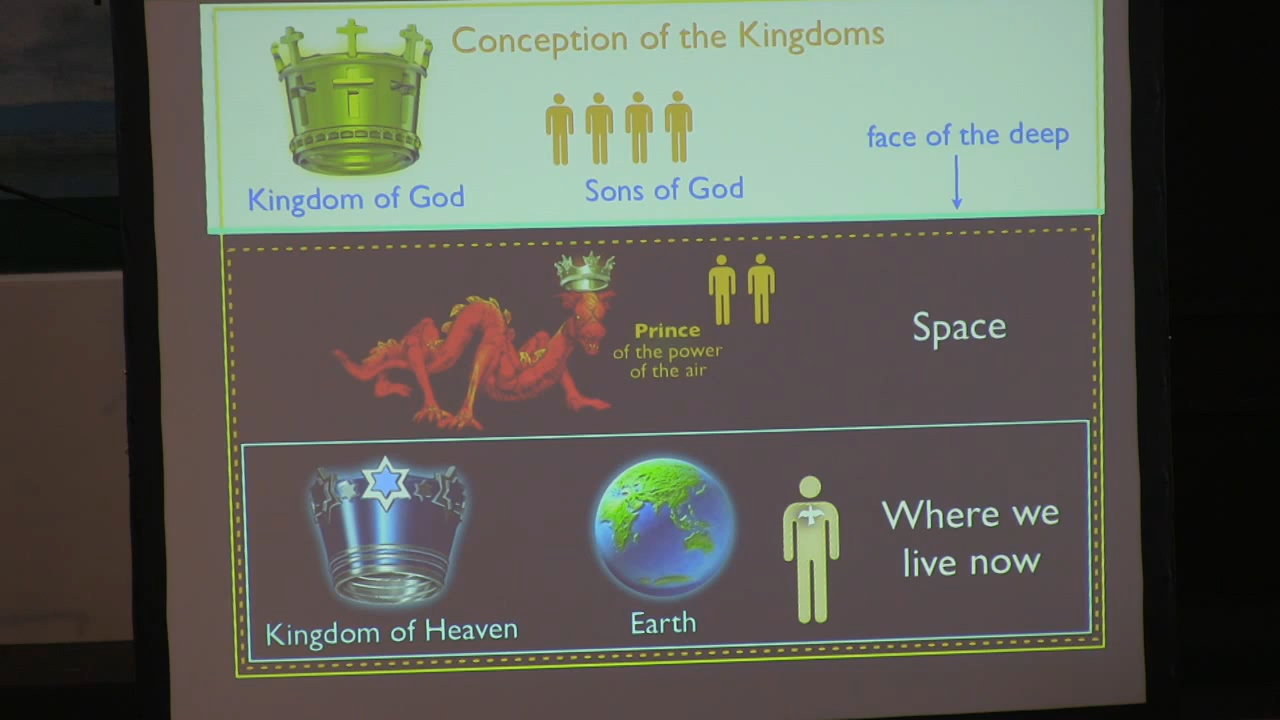 Conception of the Kingdoms
face of the deep
Kingdom of God
Sons of God
Prince
of the power
of the air
Space
Where we
live now
Kingdom of Heaven
Earth